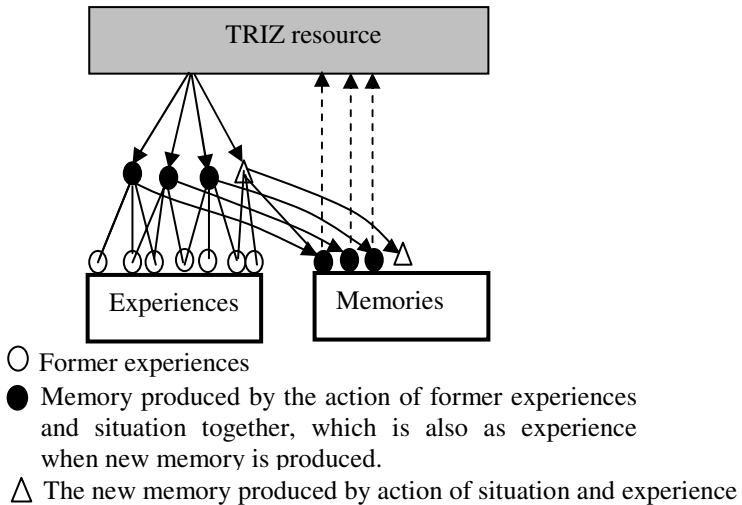 TRIZ resource
Experiences
Memories
Former experiences
Memory produced by the action of former experiences
and situation together, which is also as experience
when new memory is produced.
The new memory produced by action of situation and experience